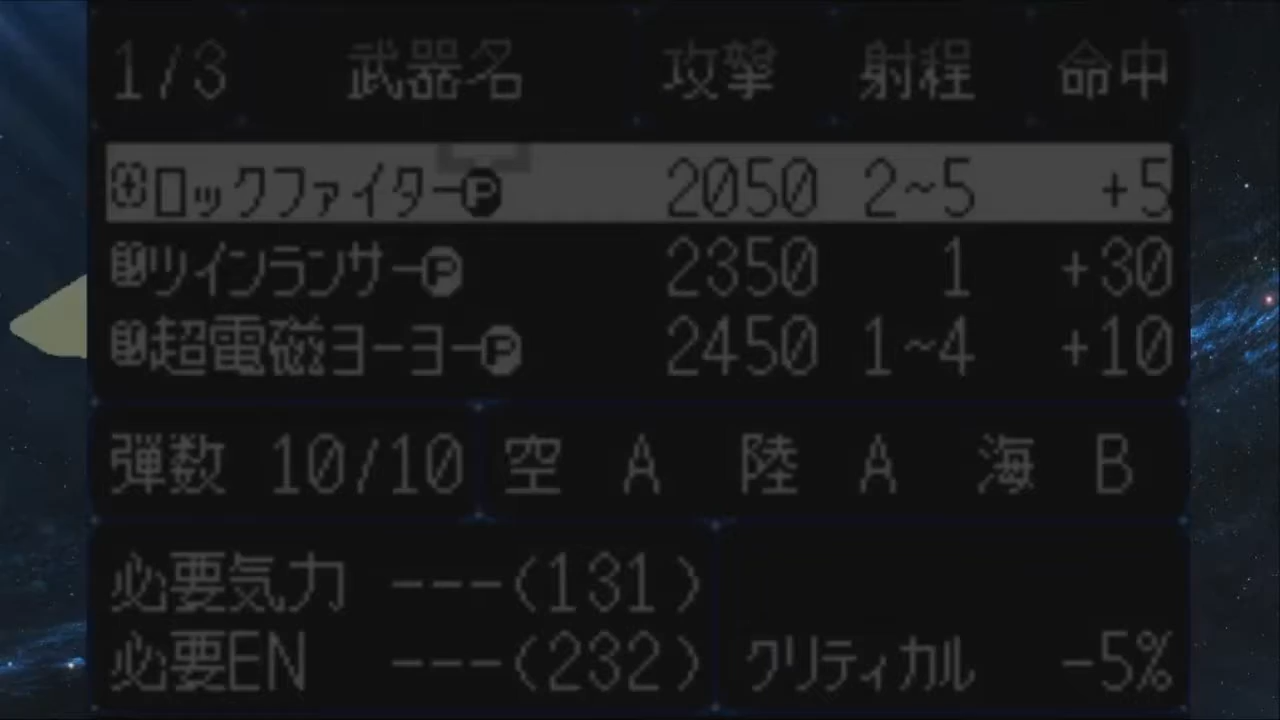 1/3 武器名 攻撃 射程 命中
ロックファイターⓅ 2050 2~5 +5
ツインランサーⓅ 2350 1 +30
超電磁ヨーヨーⓅ 2450 1~4 +10
弾数 10/10 空 A 陸 A 海 B
必要気力 ---(131)
必要EN ---(232) クリティカル -5%